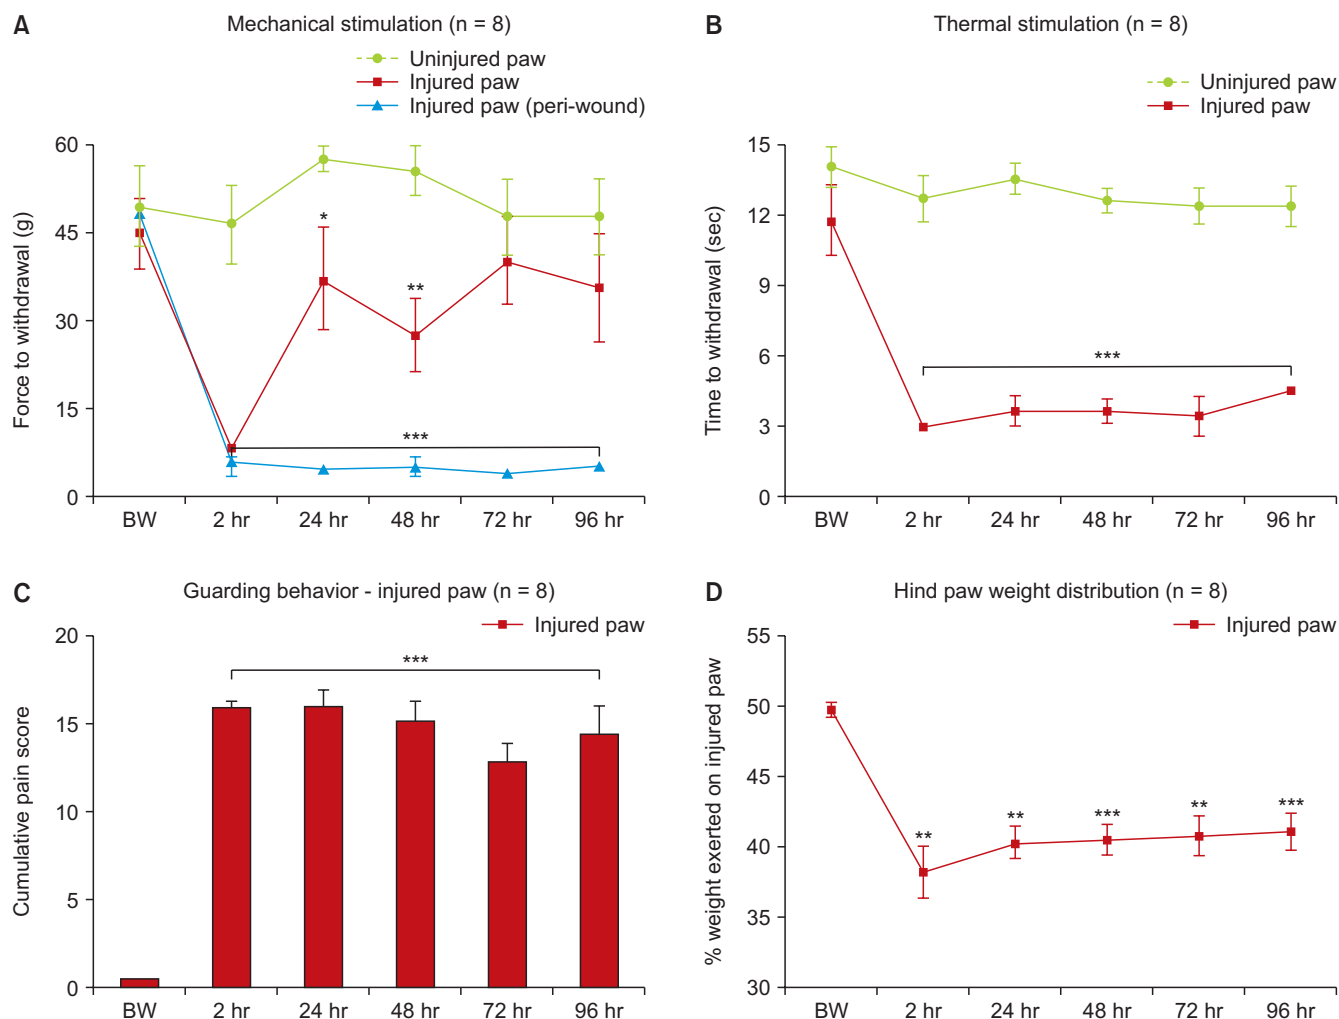 A
Mechanical stimulation (n = 8)
Uninjured paw
Injured paw
Injured paw (peri-wound)
Force to withdrawal (g)
60
45
30
15
0
*
**
***
BW 2 hr 24 hr 48 hr 72 hr 96 hr
B
Thermal stimulation (n = 8)
Uninjured paw
Injured paw
Time to withdrawal (sec)
15
12
9
6
3
0
***
BW 2 hr 24 hr 48 hr 72 hr 96 hr
C
Guarding behavior - injured paw (n = 8)
Injured paw
Cumulative pain score
20
15
10
5
0
***
BW 2 hr 24 hr 48 hr 72 hr 96 hr
D
Hind paw weight distribution (n = 8)
Injured paw
% weight exerted on injured paw
55
50
45
40
35
30
** ** *** ** ***
BW 2 hr 24 hr 48 hr 72 hr 96 hr